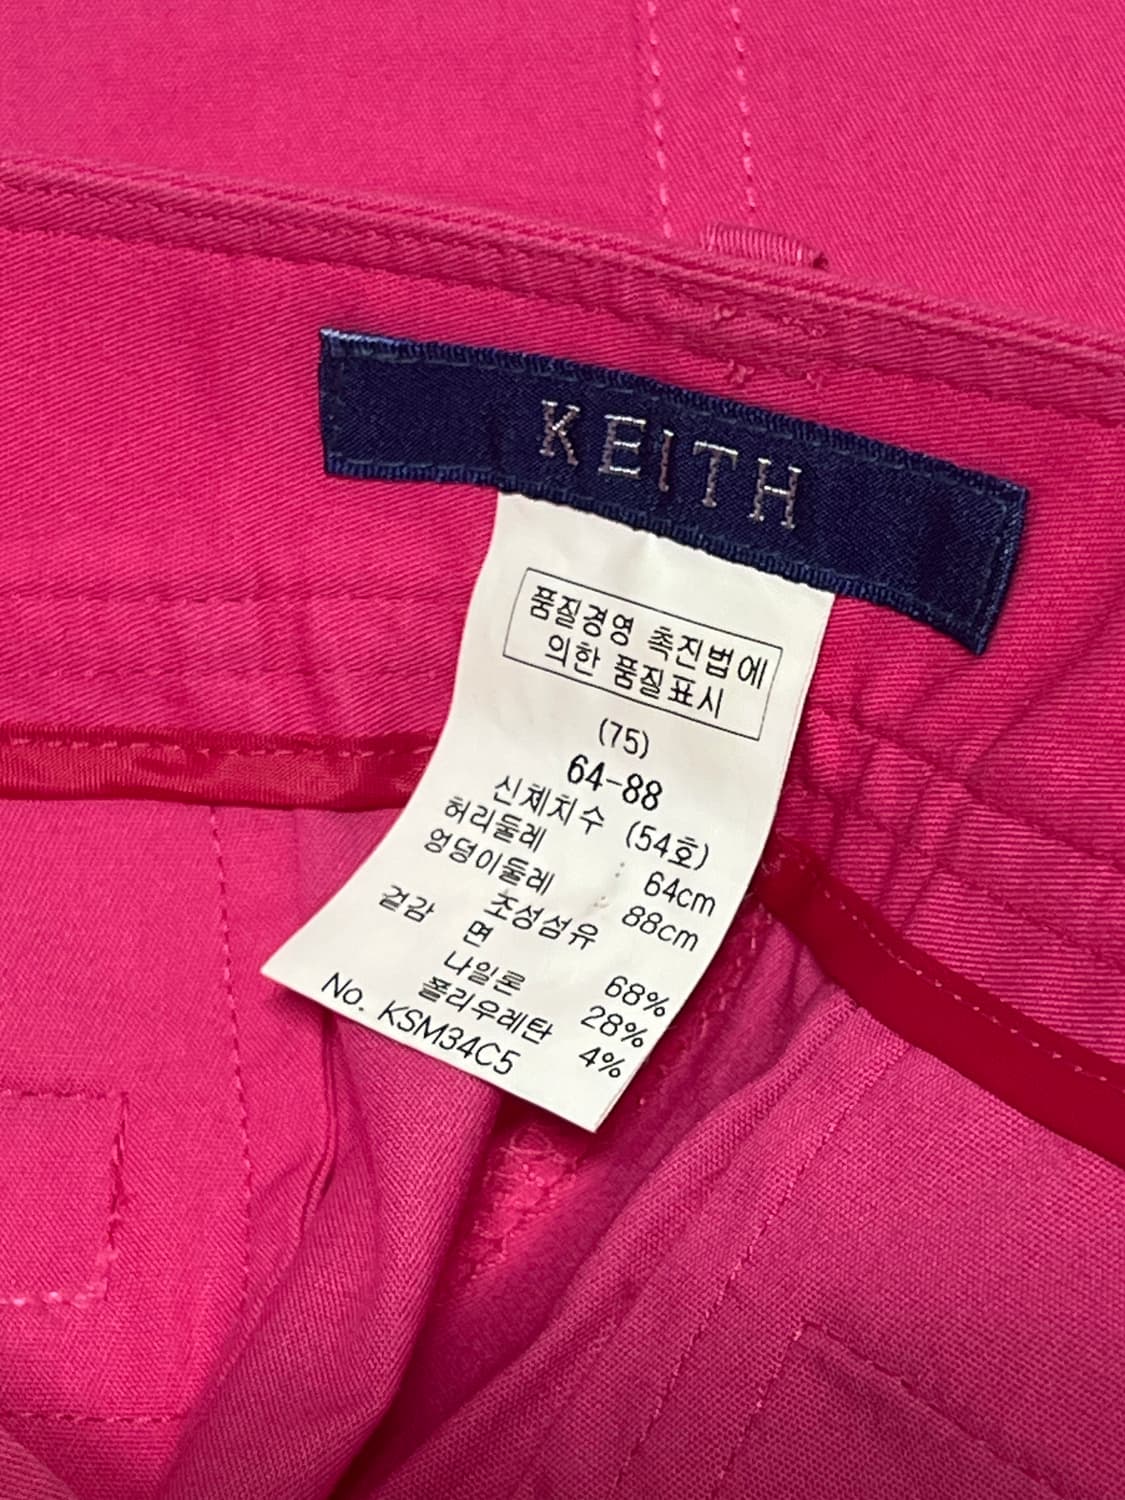 KEITH
품질경영 촉진법에
의한 품질표시
(75)
64-88
신체치수 (54호)
허리둘레 : 64cm
엉덩이둘레 : 88cm
조성섬유
겉감
면 68%
나일론 28%
폴리우레탄 4%
No. KSM34C5